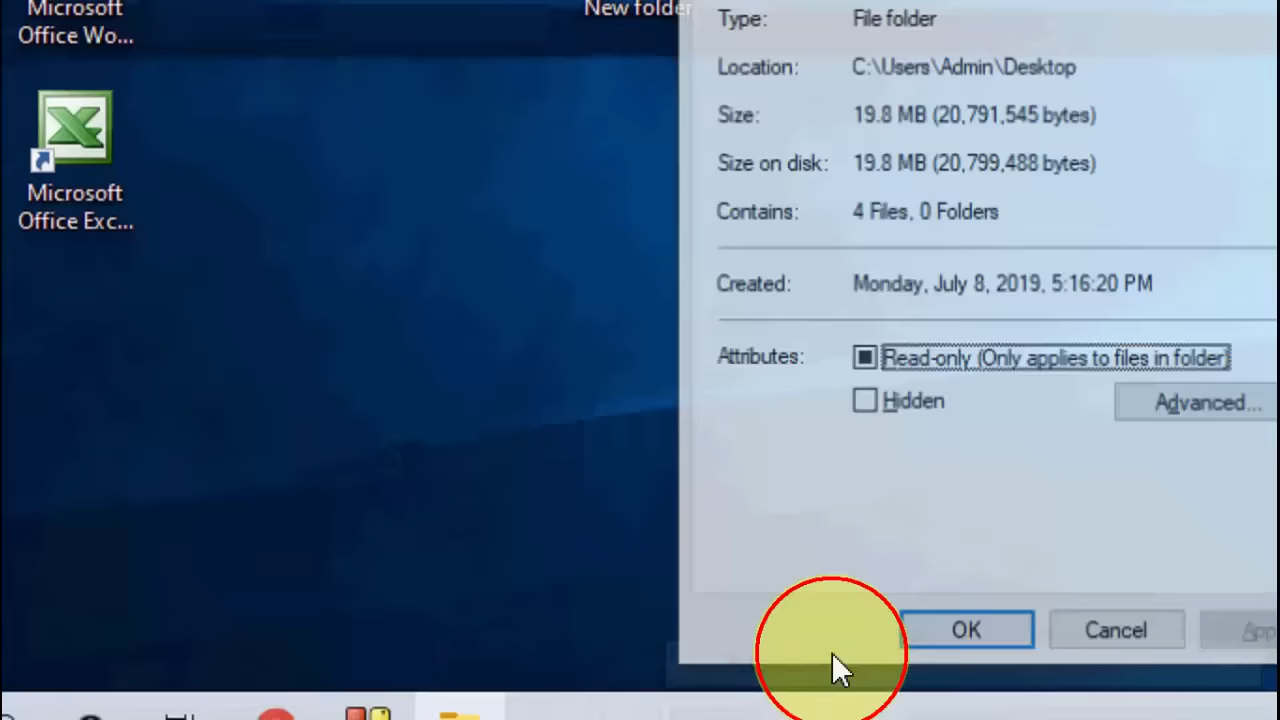 Microsoft
Office Wo...
New folder
Microsoft
Office Exc...
Type: File folder
Location: C:\Users\Admin\Desktop
Size: 19.8 MB (20,791,545 bytes)
Size on disk: 19.8 MB (20,799,488 bytes)
Contains: 4 Files, 0 Folders
Created: Monday, July 8, 2019, 5:16:20 PM
Attributes: Read-only (Only applies to files in folder)
Hidden
Advanced...
OK Cancel App